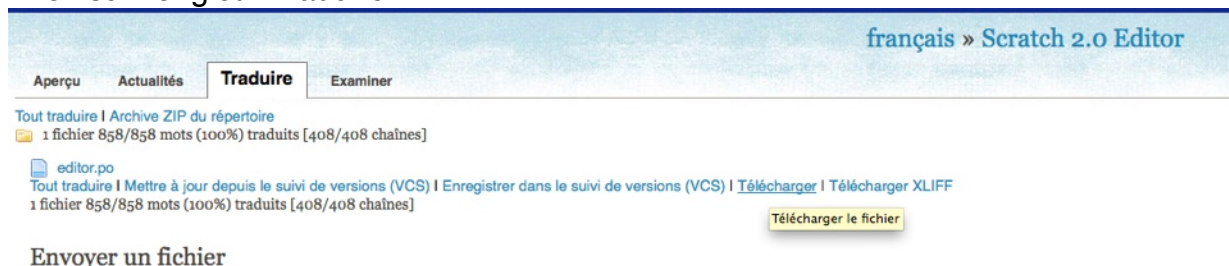 français » Scratch 2.0 Editor
Aperçu Actualités Traduire Examiner
Tout traduire | Archive ZIP du répertoire
1 fichier 858/858 mots (100%) traduits [408/408 chaînes]
editor.po
Tout traduire | Mettre à jour depuis le suivi de versions (VCS) | Enregistrer dans le suivi de versions (VCS) | Télécharger | Télécharger XLIFF
1 fichier 858/858 mots (100%) traduits [408/408 chaînes]
Télécharger le fichier
Envoyer un fichier